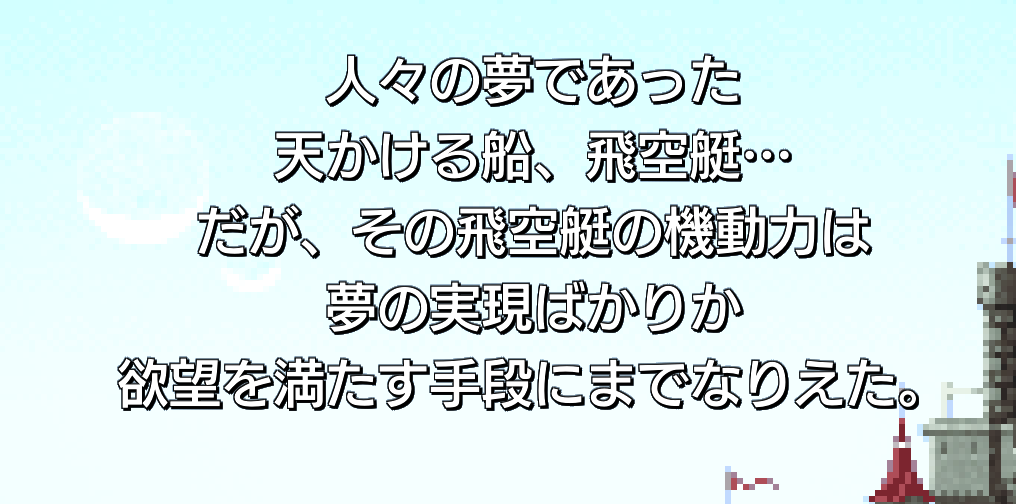 人々の夢であった
天かける船、飛空艇…
だが、その飛空艇の機動力は
夢の実現ばかりか
欲望を満たす手段にまでなりえた。